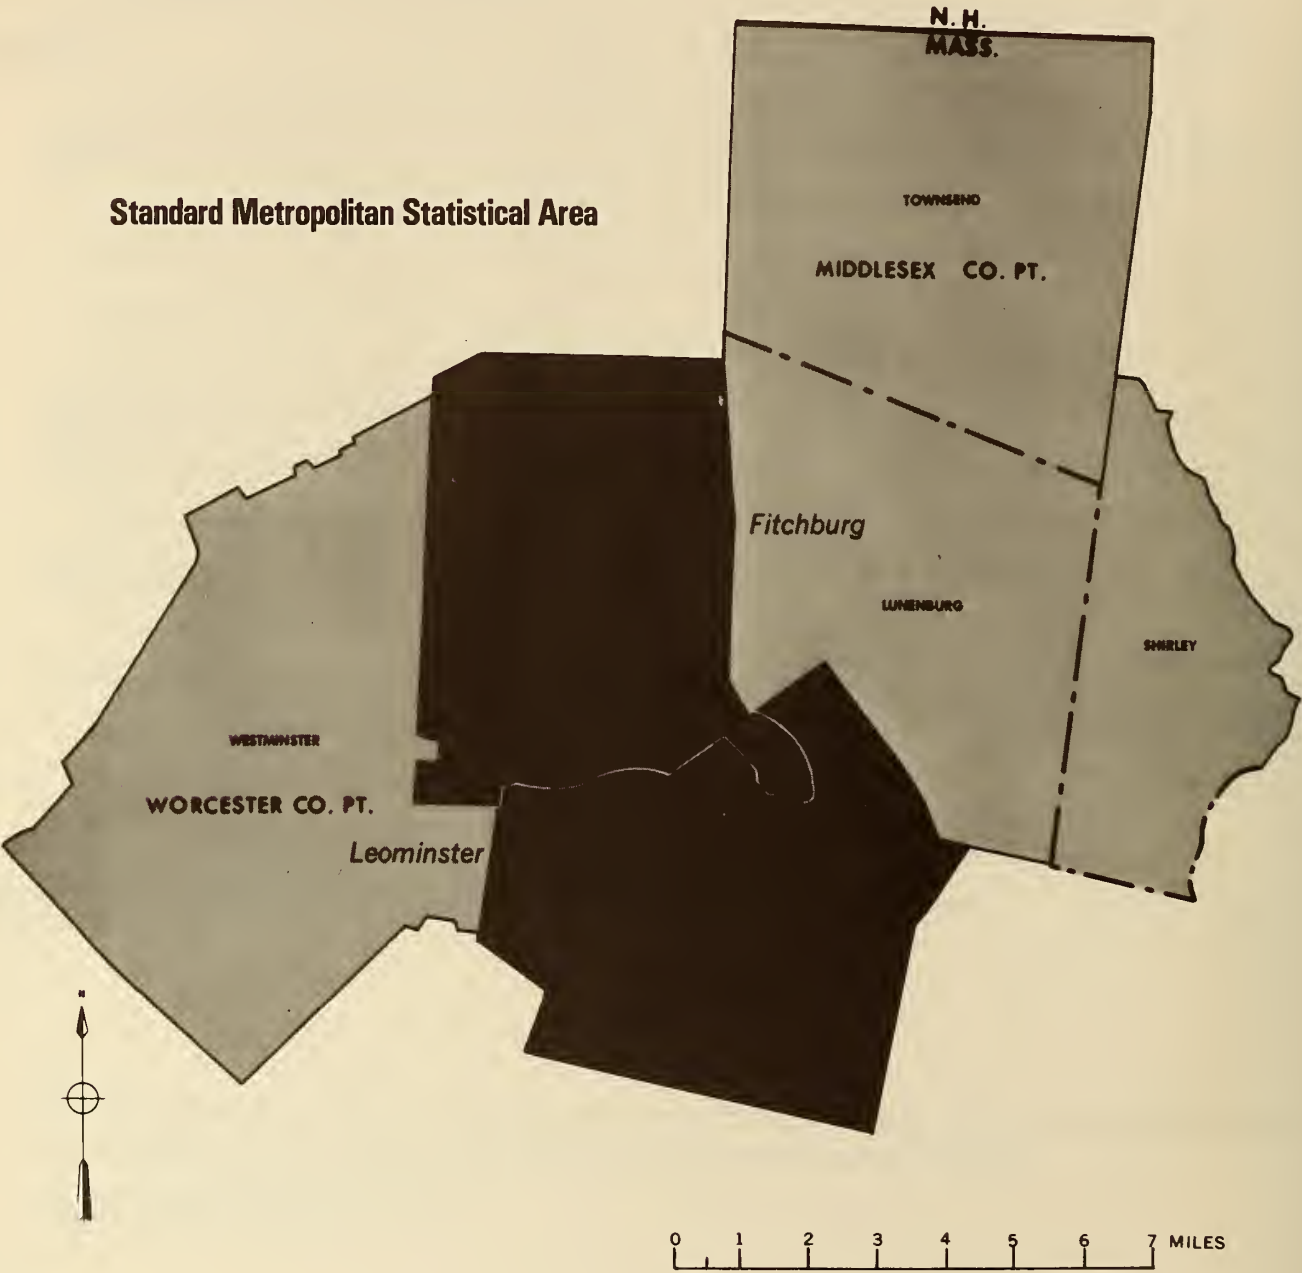 N. H.
MASS.
Standard Metropolitan Statistical Area
TOWNSEND
MIDDLESEX CO. PT.
Fitchburg
LUNENBURG
SHIRLEY
WESTMINSTER
WORCESTER CO. PT.
Leominster
N
0 1 2 3 4 5 6 7 MILES